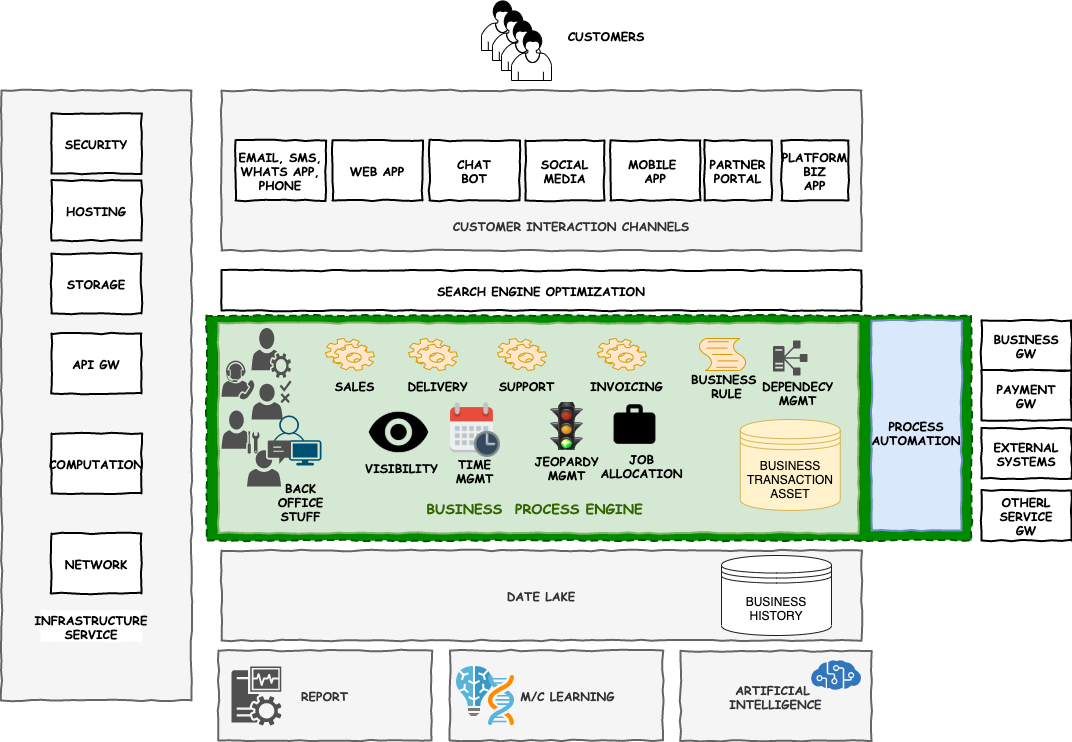 CUSTOMERS
SECURITY
HOSTING
STORAGE
API GW
COMPUTATION
NETWORK
INFRASTRUCTURE
SERVICE
EMAIL, SMS,
WHATS APP,
PHONE
WEB APP
CHAT
BOT
SOCIAL
MEDIA
MOBILE
APP
PARTNER
PORTAL
PLATFORM
BIZ
APP
CUSTOMER INTERACTION CHANNELS
SEARCH ENGINE OPTIMIZATION
SALES
DELIVERY
SUPPORT
INVOICING
BUSINESS
RULE
DEPENDECY
MGMT
VISIBILITY
TIME
MGMT
JEOPARDY
MGMT
JOB
ALLOCATION
BUSINESS
TRANSACTION
ASSET
BACK
OFFICE
STUFF
BUSINESS PROCESS ENGINE
PROCESS
AUTOMATION
BUSINESS
GW
PAYMENT
GW
EXTERNAL
SYSTEMS
OTHERL
SERVICE
GW
DATE LAKE
BUSINESS
HISTORY
REPORT
M/C LEARNING
ARTIFICIAL
INTELLIGENCE